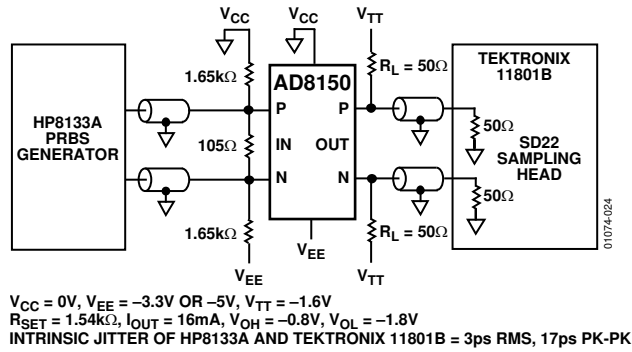 VCC
VCC
VTT
1.65kΩ
RL = 50Ω
AD8150
TEKTRONIX
11801B
HP8133A
PRBS
GENERATOR
P
P
105Ω
IN
OUT
50Ω
SD22
SAMPLING
HEAD
N
N
50Ω
1.65kΩ
VEE
RL = 50Ω
VEE
VTT
01074-024
VCC = 0V, VEE = –3.3V OR –5V, VTT = –1.6V
RSET = 1.54kΩ, IOUT = 16mA, VOH = –0.8V, VOL = –1.8V
INTRINSIC JITTER OF HP8133A AND TEKTRONIX 11801B = 3ps RMS, 17ps PK-PK